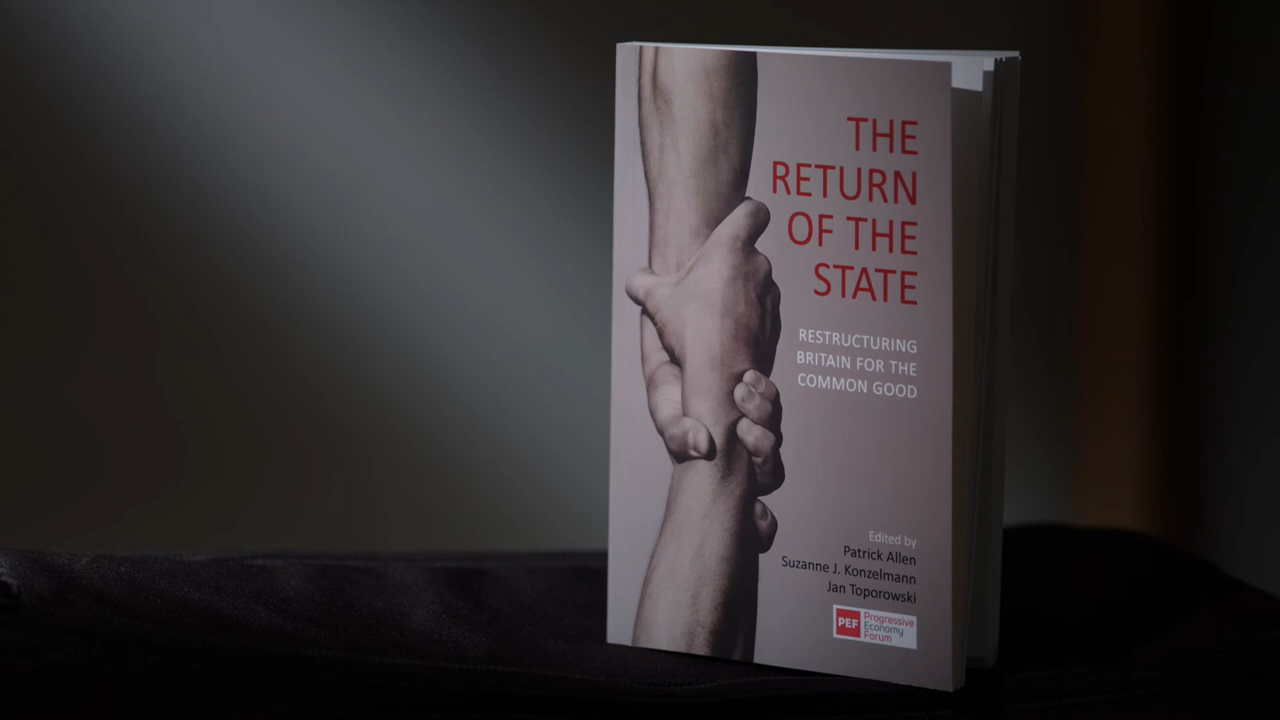 THE
RETURN
OF THE
STATE
RESTRUCTURING
BRITAIN FOR THE
COMMON GOOD
Edited by
Patrick Allen
Suzanne J. Konzelmann
Jan Toporowski
PEF
Progressive
Economy
Forum